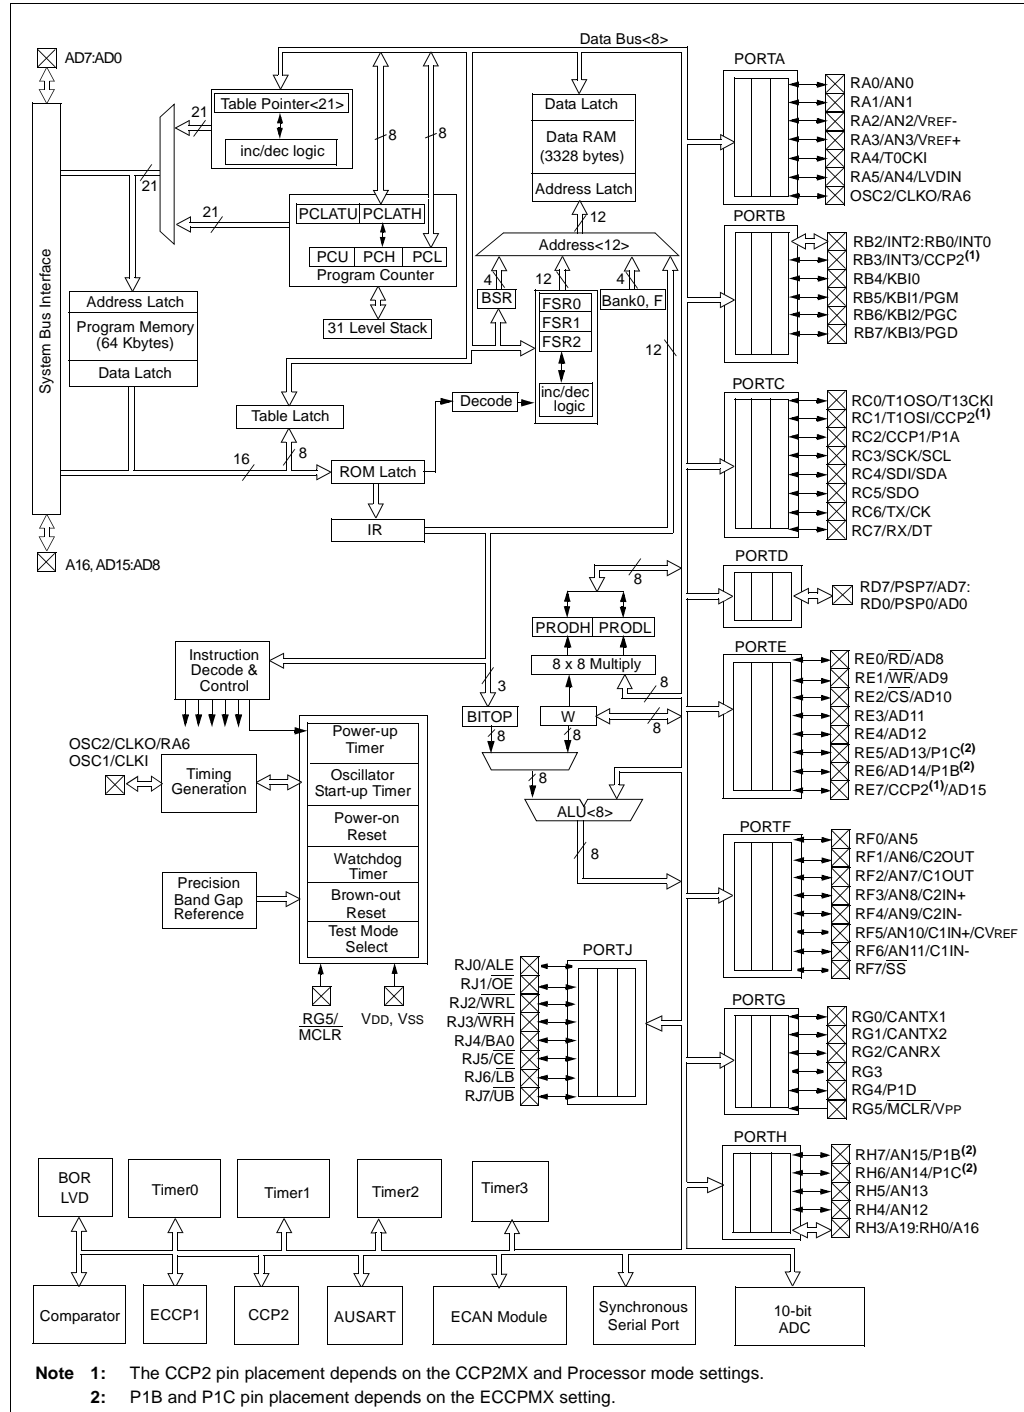 Data Bus<8>
AD7:AD0
21
Table Pointer<21>
inc/dec logic
21
21
8
8
PCLATU PCLATH
PCU PCH PCL
Program Counter
31 Level Stack
System Bus Interface
Address Latch
Program Memory
(64 Kbytes)
Data Latch
16
8
Table Latch
ROM Latch
IR
A16, AD15:AD8
Data Latch
Data RAM
(3328 bytes)
Address Latch
12
Address<12>
4
12
4
BSR
FSR0
FSR1
FSR2
Bank0, F
inc/dec
logic
Decode
12
8
PRODH PRODL
8 x 8 Multiply
8
3
BITOP
W
8
8
8
8
ALU<8>
8
Instruction
Decode &
Control
OSC2/CLKO/RA6
OSC1/CLKI
Timing
Generation
Precision
Band Gap
Reference
Power-up
Timer
Oscillator
Start-up Timer
Power-on
Reset
Watchdog
Timer
Brown-out
Reset
Test Mode
Select
RG5/
MCLR
VDD, VSS
PORTA
RA0/AN0
RA1/AN1
RA2/AN2/VREF-
RA3/AN3/VREF+
RA4/T0CKI
RA5/AN4/LVDIN
OSC2/CLKO/RA6
PORTB
RB2/INT2:RB0/INT0
RB3/INT3/CCP2(1)
RB4/KBI0
RB5/KBI1/PGM
RB6/KBI2/PGC
RB7/KBI3/PGD
PORTC
RC0/T1OSO/T13CKI
RC1/T1OSI/CCP2(1)
RC2/CCP1/P1A
RC3/SCK/SCL
RC4/SDI/SDA
RC5/SDO
RC6/TX/CK
RC7/RX/DT
PORTD
RD7/PSP7/AD7:
RD0/PSP0/AD0
PORTE
RE0/RD/AD8
RE1/WR/AD9
RE2/CS/AD10
RE3/AD11
RE4/AD12
RE5/AD13/P1C(2)
RE6/AD14/P1B(2)
RE7/CCP2(1)/AD15
PORTF
RF0/AN5
RF1/AN6/C2OUT
RF2/AN7/C1OUT
RF3/AN8/C2IN+
RF4/AN9/C2IN-
RF5/AN10/C1IN+/CVREF
RF6/AN11/C1IN-
RF7/SS
PORTJ
RJ0/ALE
RJ1/OE
RJ2/WRL
RJ3/WRH
RJ4/BA0
RJ5/CE
RJ6/LB
RJ7/UB
PORTG
RG0/CANTX1
RG1/CANTX2
RG2/CANRX
RG3
RG4/P1D
RG5/MCLR/VPP
PORTH
RH7/AN15/P1B(2)
RH6/AN14/P1C(2)
RH5/AN13
RH4/AN12
RH3/A19:RH0/A16
BOR
LVD
Timer0
Timer1
Timer2
Timer3
Comparator
ECCP1
CCP2
AUSART
ECAN Module
Synchronous
Serial Port
10-bit
ADC
Note 1: The CCP2 pin placement depends on the CCP2MX and Processor mode settings.
2: P1B and P1C pin placement depends on the ECCPMX setting.